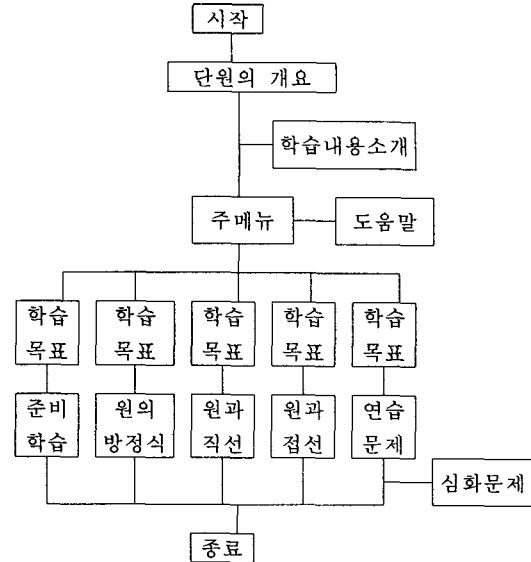 시작
단원의 개요
학습내용소개
주메뉴
도움말
학습 학습 학습 학습 학습
목표 목표 목표 목표 목표
준비 원의 원과 원과 연습
학습 방정식 직선 접선 문제
심화문제
종료